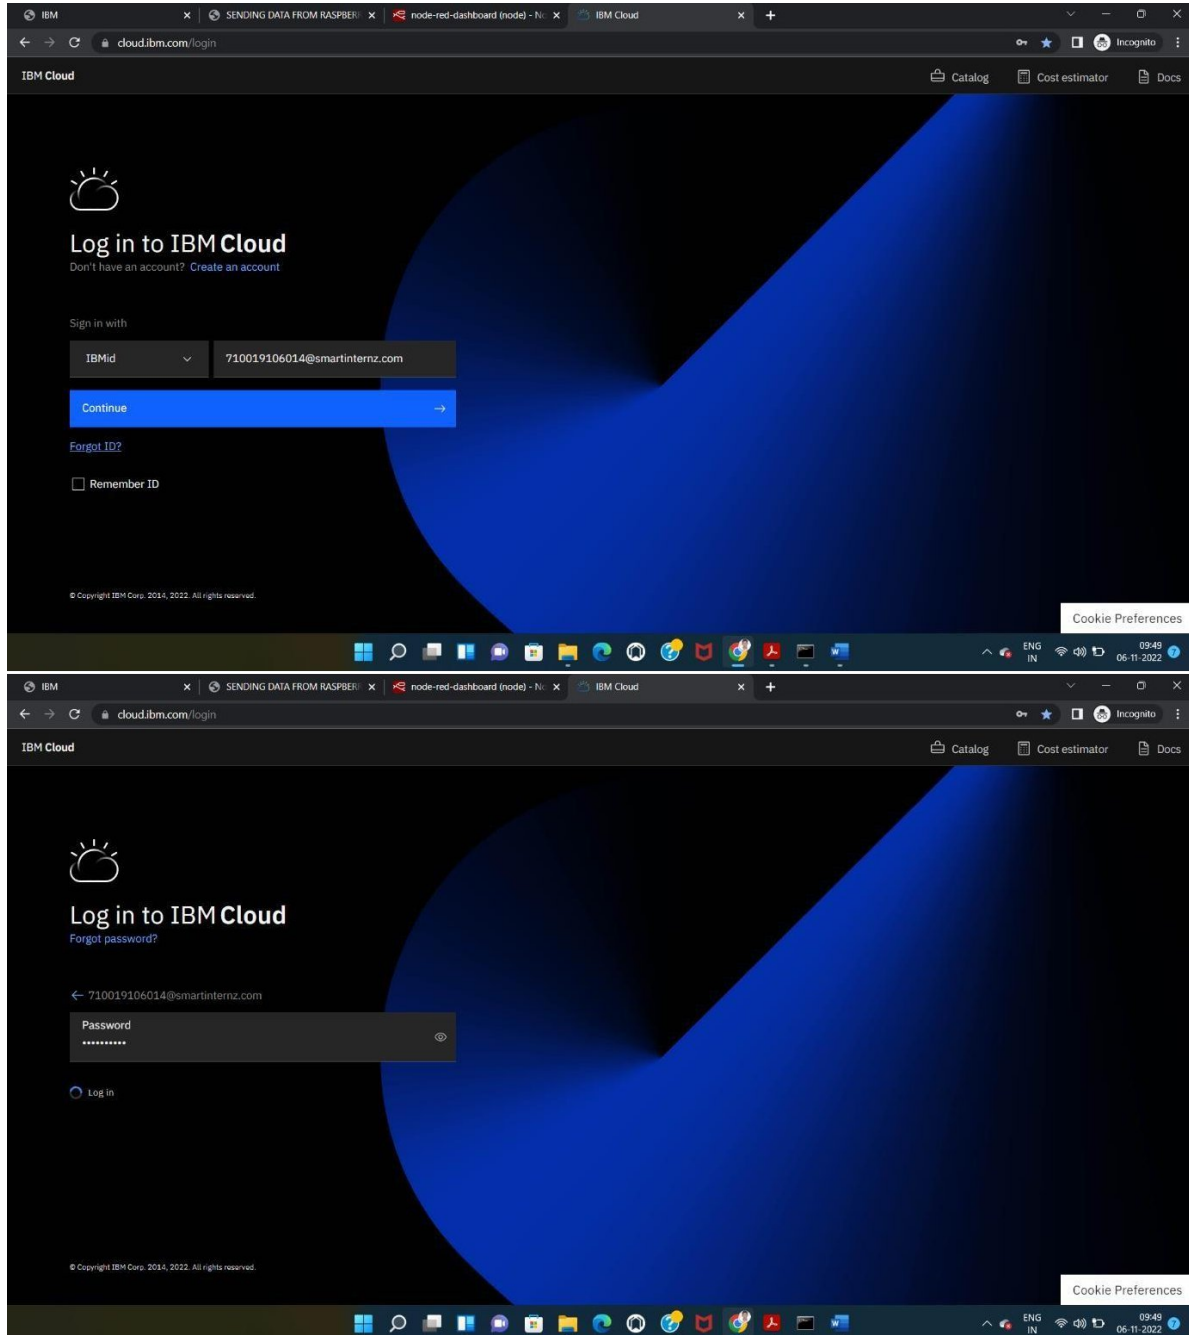 IBM
SENDING DATA FROM RASPBERR
node-red-dashboard (node) - No
IBM Cloud
cloud.ibm.com/login
Incognito
IBM Cloud
Catalog
Cost estimator
Docs
Log in to IBM Cloud
Don't have an account? Create an account
Sign in with
IBMid
710019106014@smartinternz.com
Continue
Forgot ID?
Remember ID
© Copyright IBM Corp. 2014, 2022. All rights reserved.
Cookie Preferences
ENG
IN
09:49
06-11-2022
7
IBM
SENDING DATA FROM RASPBERR
node-red-dashboard (node) - No
IBM Cloud
cloud.ibm.com/login
Incognito
IBM Cloud
Catalog
Cost estimator
Docs
Log in to IBM Cloud
Forgot password?
710019106014@smartinternz.com
Password
••••••••••
Log in
© Copyright IBM Corp. 2014, 2022. All rights reserved.
Cookie Preferences
ENG
IN
09:49
06-11-2022
7